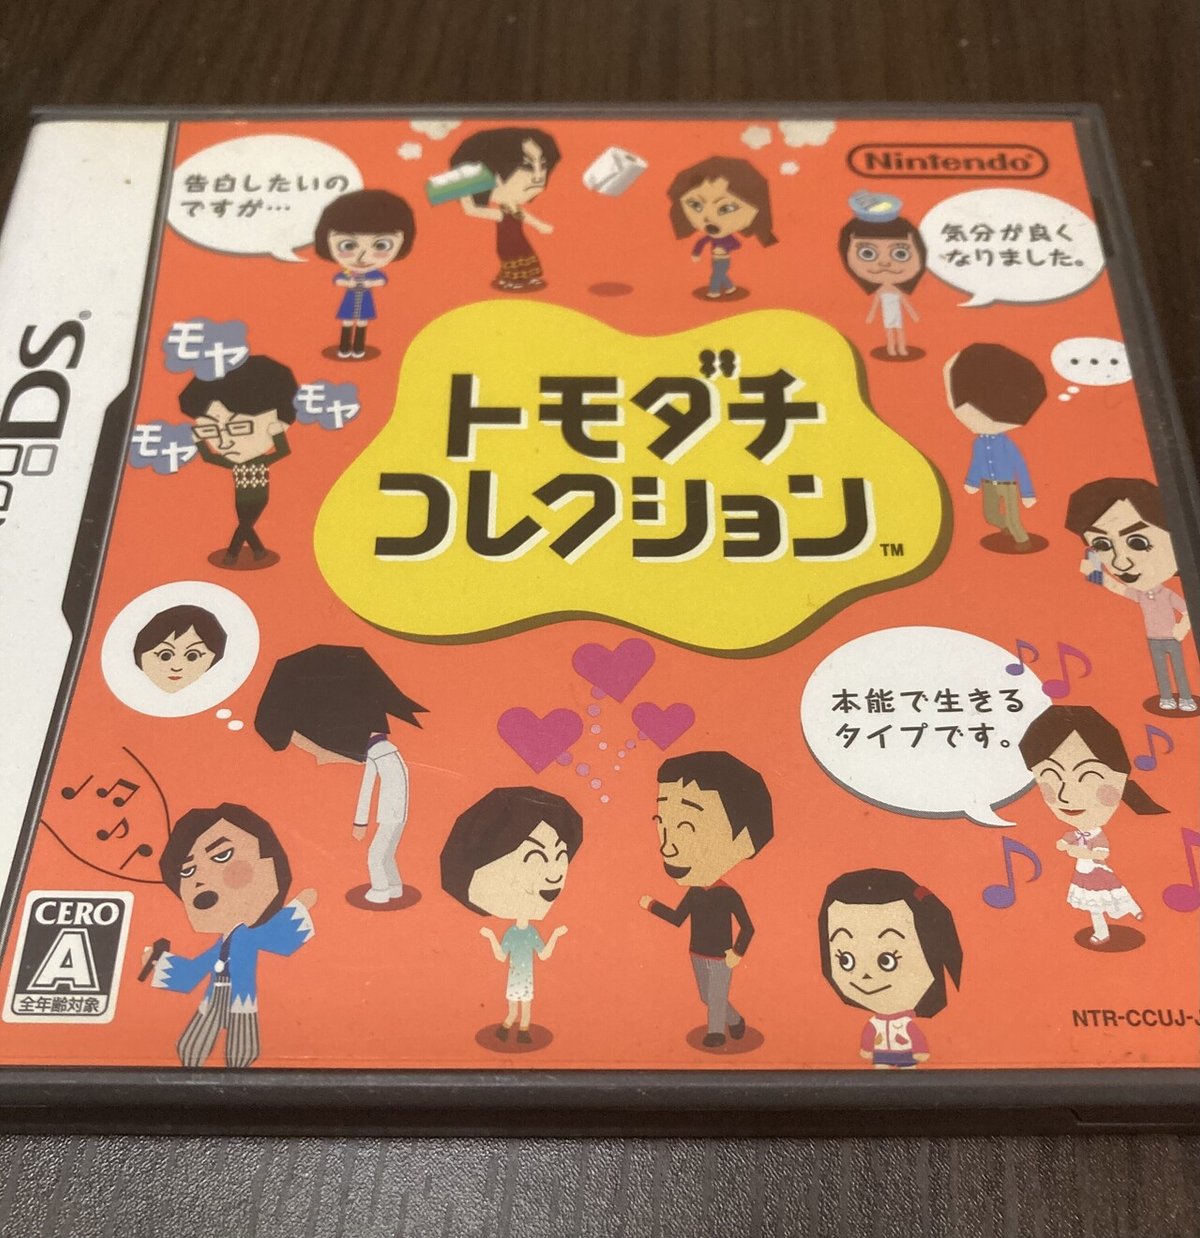 Nintendo®
告白したいの
ですが…
気分が良く
なりました。
…
DS®
モヤ
モヤ
モヤ
トモダチ
コレクション™
本能で生きる
タイプです。
CERO
A
全年齢対象
NTR-CCUJ-J